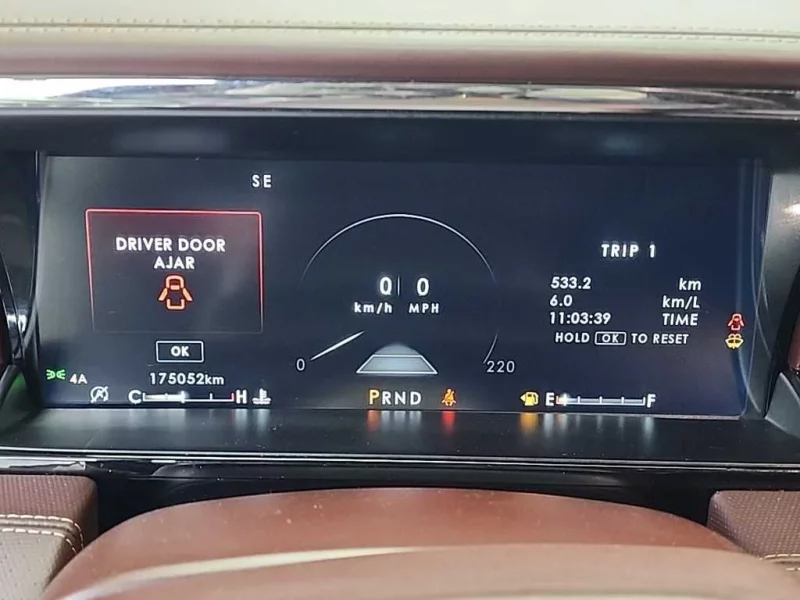 SE
DRIVER DOOR
AJAR
OK
4A
175052km
C H
0 0
km/h MPH
0 220
PRND
TRIP 1
533.2 km
6.0 km/L
11:03:39 TIME
HOLD OK TO RESET
E F